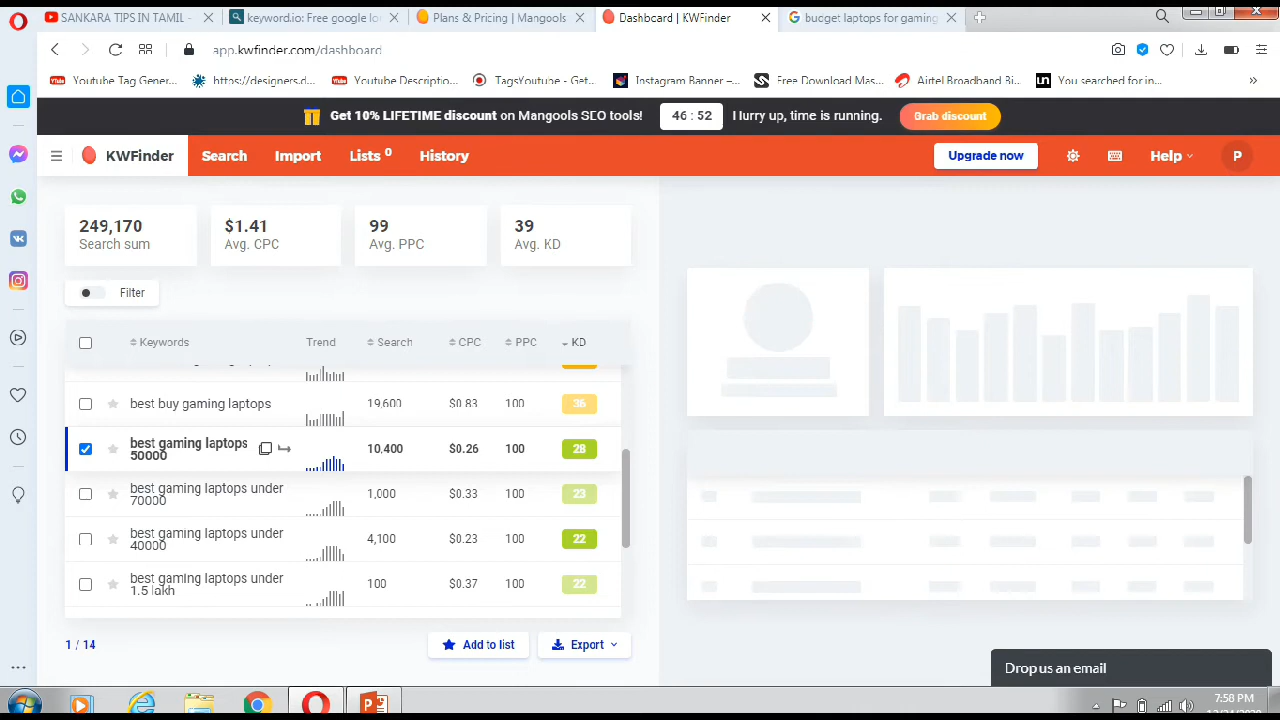 SANKARA TIPS IN TAMIL -
keyword.io: Free google lo
Plans & Pricing | Mangools
Dashboard | KWFinder
budget laptops for gaming
app.kwfinder.com/dashboard
Youtube Tag Gener...
https://designers.d...
Youtube Descriptio...
TagsYoutube - Get...
Instagram Banner –...
Free Download Mas...
Airtel Broadband Bi...
You searched for in...
Get 10% LIFETIME discount on Mangools SEO tools!
46 : 52
Hurry up, time is running.
Grab discount
KWFinder
Search
Import
Lists 0
History
Upgrade now
Help
P
249,170
Search sum
$1.41
Avg. CPC
99
Avg. PPC
39
Avg. KD
Filter
Keywords Trend Search CPC PPC KD
best buy gaming laptops 19,600 $0.83 100 36
best gaming laptops
50000 10,400 $0.26 100 28
best gaming laptops under
70000 1,000 $0.33 100 23
best gaming laptops under
40000 4,100 $0.23 100 22
best gaming laptops under
1.5 lakh 100 $0.37 100 22
1 / 14
Add to list
Export
Drop us an email
7:58 PM